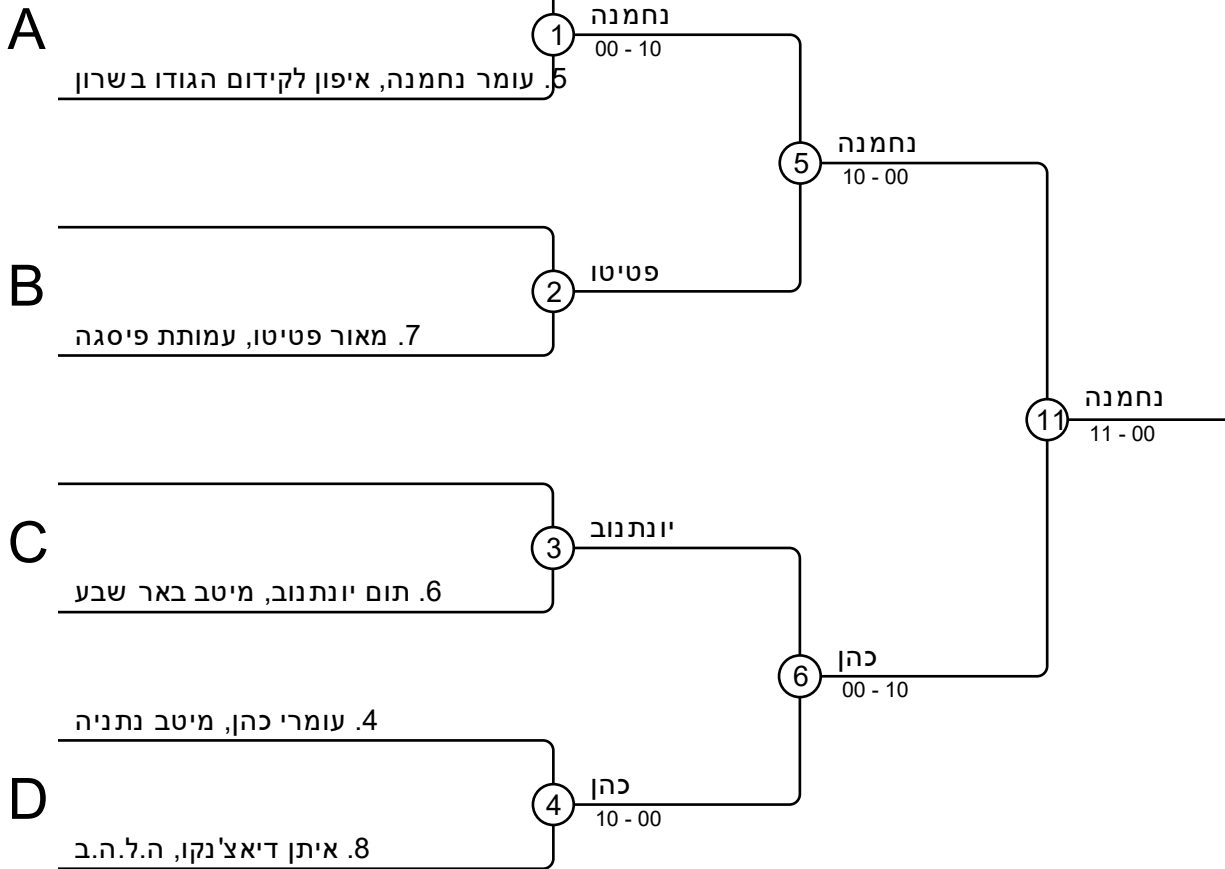 A
1
נחמנה
00 - 10
5. עומר נחמנה, איפון לקידום הגודו בשרון
5
נחמנה
10 - 00
B
2
פטיטו
7. מאור פטיטו, עמותת פיסגה
11
נחמנה
11 - 00
C
3
יונתנוב
6. תום יונתנוב, מיטב באר שבע
6
כהן
00 - 10
4. עומרי כהן, מיטב נתניה
D
4
כהן
10 - 00
8. איתן דיאצ'נקו, ה.ל.ה.ב